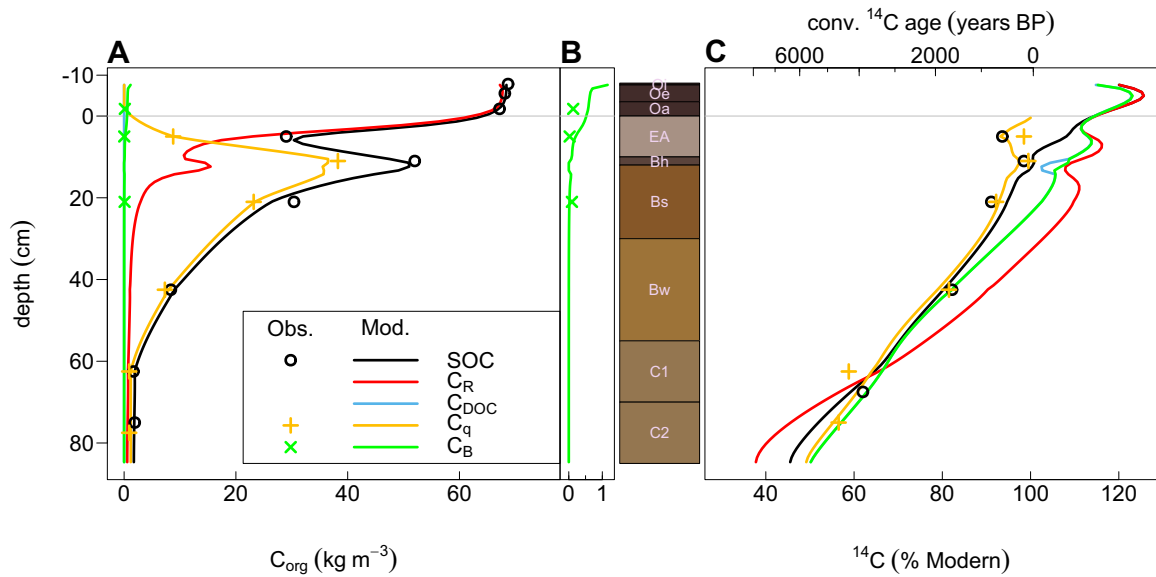 conv. ¹⁴C age (years BP)
A
B
C
6000 2000 0
-10
0
20
40
60
80
depth (cm)
Oi
Oe
Oa
EA
Bh
Bs
Bw
C1
C2
Obs. Mod.
SOC
C_R
C_DOC
C_q
C_B
0 20 40 60
0 1
40 60 80 100 120
C_org (kg m⁻³)
¹⁴C (% Modern)